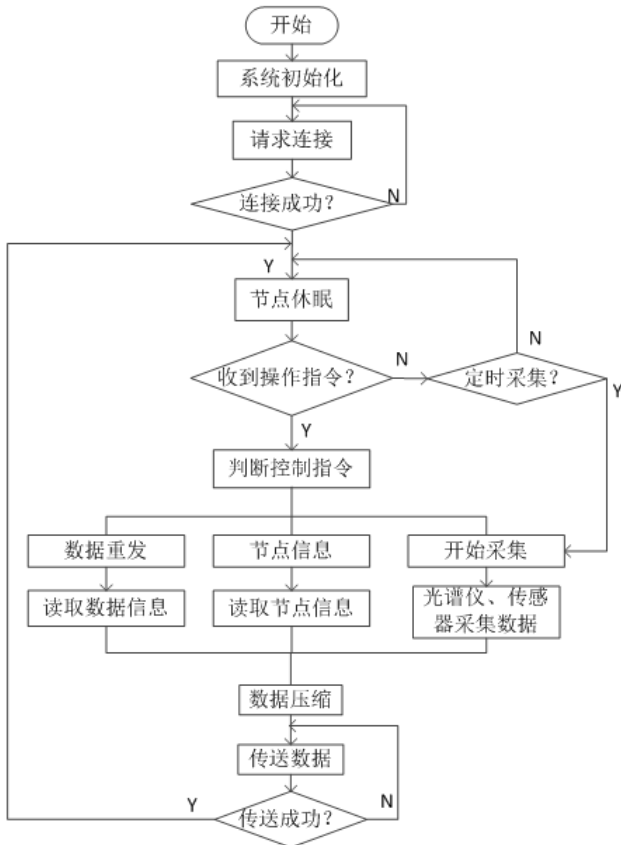 开始
系统初始化
请求连接
连接成功？
N
Y
节点休眠
N
收到操作指令？
N
定时采集？
Y
Y
判断控制指令
数据重发
节点信息
开始采集
读取数据信息
读取节点信息
光谱仪、传感
器采集数据
数据压缩
传送数据
Y
传送成功？
N